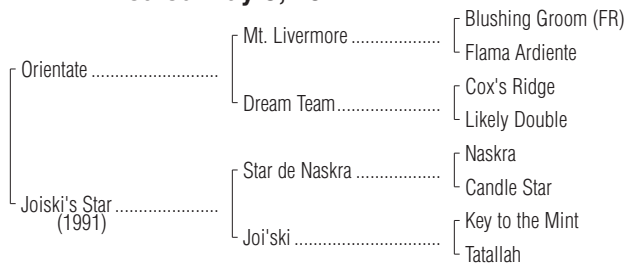 Blushing Groom (FR)
Mt. Livermore ....................
Flama Ardiente
Orientate .............................
Cox's Ridge
Dream Team.......................
Likely Double
Naskra
Star de Naskra ...................
Candle Star
Joiski's Star .......................
(1991)
Key to the Mint
Joi'ski .................................
Tatallah